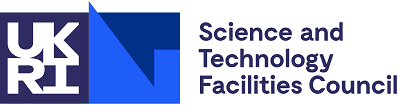 UK
RI
Science and
Technology
Facilities Council